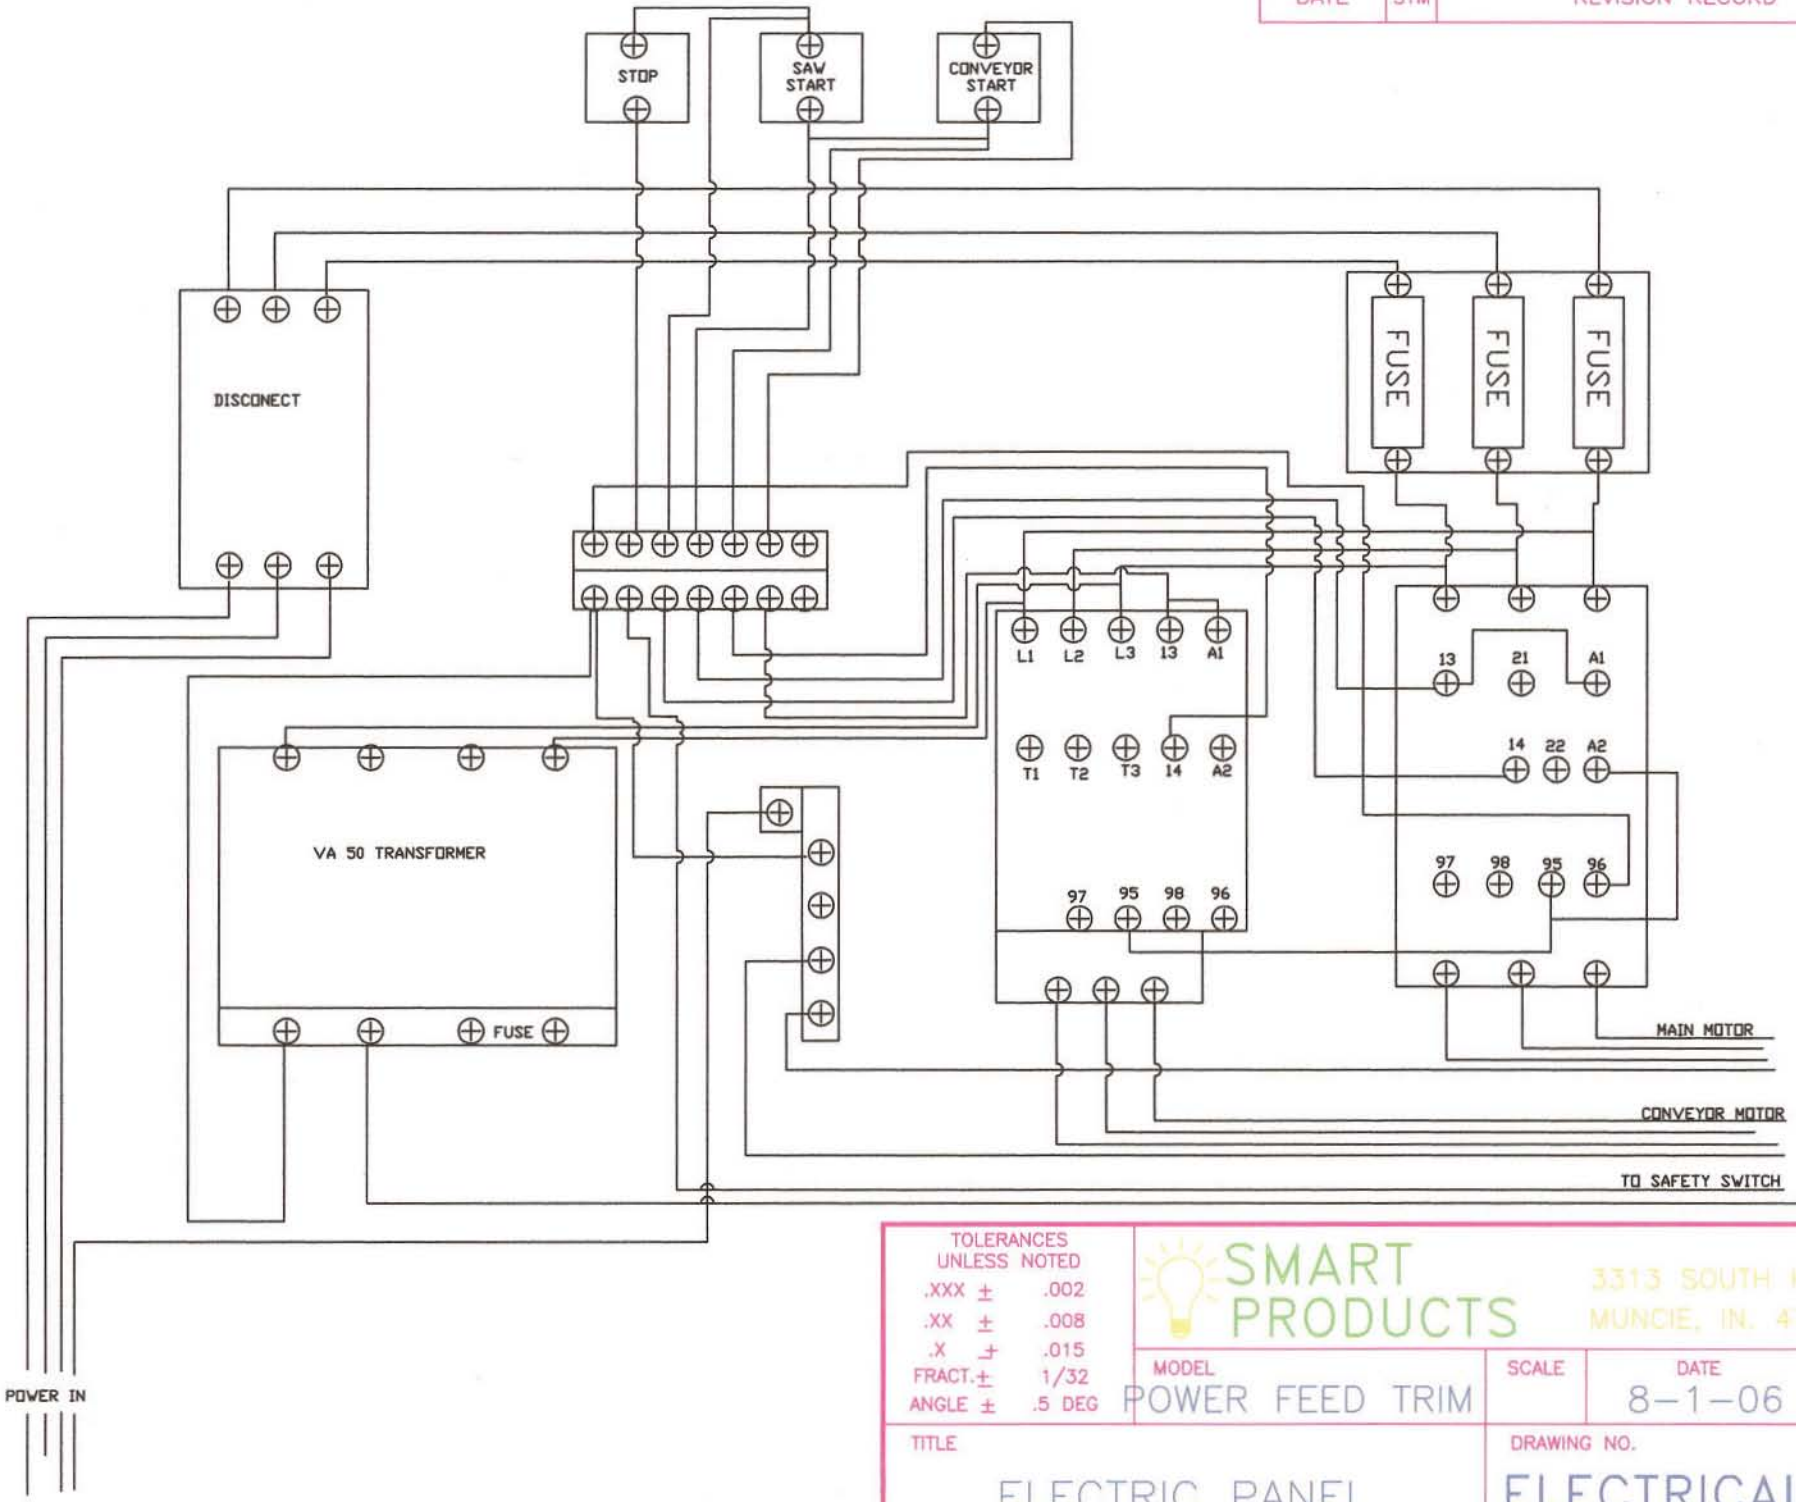 DATE SYM REVISION RECORD
STOP
SAW
START
CONVEYOR
START
DISCONECT
FUSE
FUSE
FUSE
L1 L2 L3 13 A1
13 21 A1
T1 T2 T3 14 A2
14 22 A2
VA 50 TRANSFORMER
97 98 95 96
97 95 98 96
FUSE
MAIN MOTOR
CONVEYOR MOTOR
TO SAFETY SWITCH
POWER IN
TOLERANCES
UNLESS NOTED
.XXX ± .002
.XX ± .008
.X ± .015
FRACT.± 1/32
ANGLE ± .5 DEG
SMART
PRODUCTS
3313 SOUTH
MUNCIE, IN. 4
MODEL
POWER FEED TRIM
SCALE
DATE
8-1-06
TITLE
ELECTRIC PANEL
DRAWING NO.
ELECTRICAL